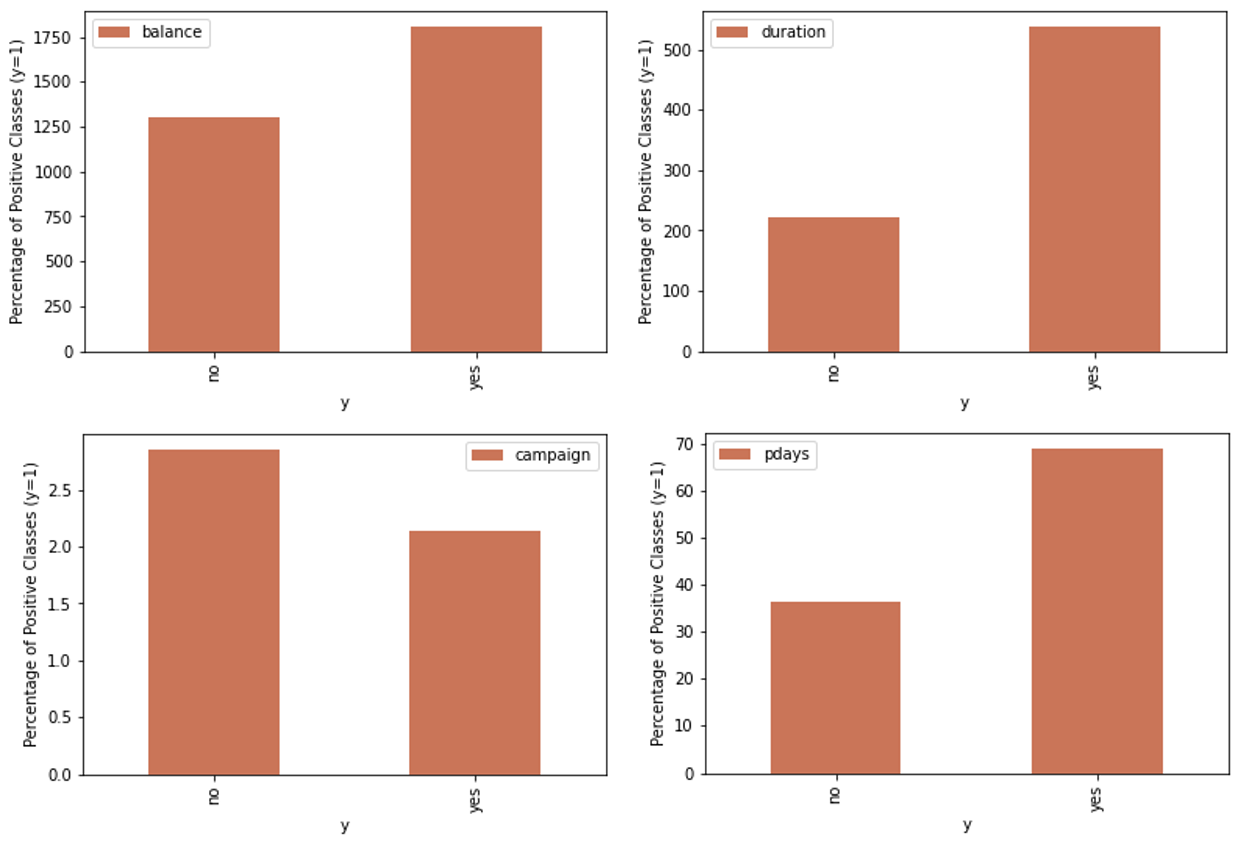 balance
Percentage of Positive Classes (y=1)
1750
1500
1250
1000
750
500
250
0
no
yes
y
duration
Percentage of Positive Classes (y=1)
500
400
300
200
100
0
no
yes
y
campaign
Percentage of Positive Classes (y=1)
2.5
2.0
1.5
1.0
0.5
0.0
no
yes
y
pdays
Percentage of Positive Classes (y=1)
70
60
50
40
30
20
10
0
no
yes
y